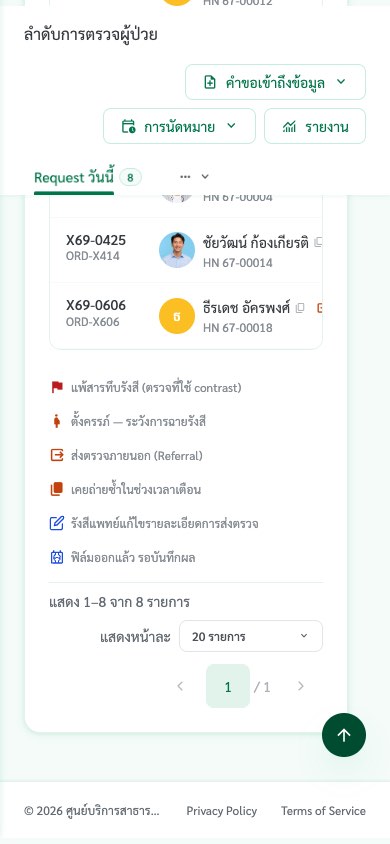 HN 67-00012
ลำดับการตรวจผู้ป่วย
คำขอเข้าถึงข้อมูล
การนัดหมาย
รายงาน
Request วันนี้ 8
HN 67-00004
X69-0425
ORD-X414
ชัยวัฒน์ ก้องเกียรติ
HN 67-00014
X69-0606
ORD-X606
ธ
ธีรเดช อัครพงศ์
HN 67-00018
แพ้สารทึบรังสี (ตรวจที่ใช้ contrast)
ตั้งครรภ์ — ระวังการฉายรังสี
ส่งตรวจภายนอก (Referral)
เคยถ่ายซ้ำในช่วงเวลาเตือน
รังสีแพทย์แก้ไขรายละเอียดการส่งตรวจ
ฟิล์มออกแล้ว รอบันทึกผล
แสดง 1–8 จาก 8 รายการ
แสดงหน้าละ 20 รายการ
1 / 1
© 2026 ศูนย์บริการสาธาร... Privacy Policy Terms of Service